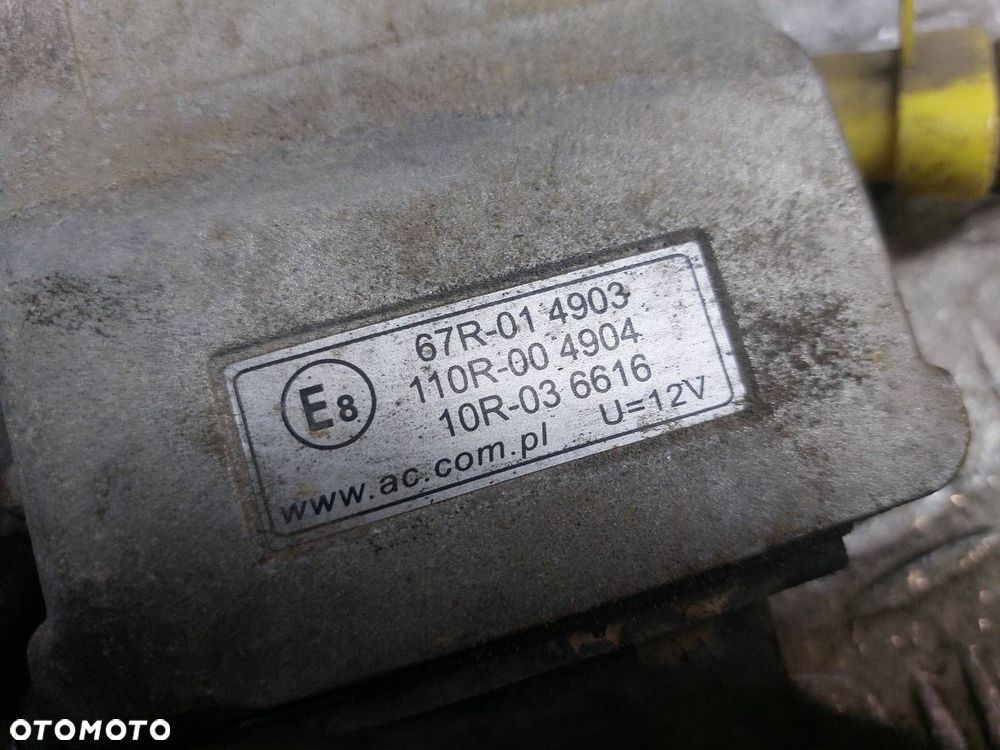 67R-01 4903
E8 110R-00 4904
10R-03 6616
www.ac.com.pl U=12V
OTOMOTO